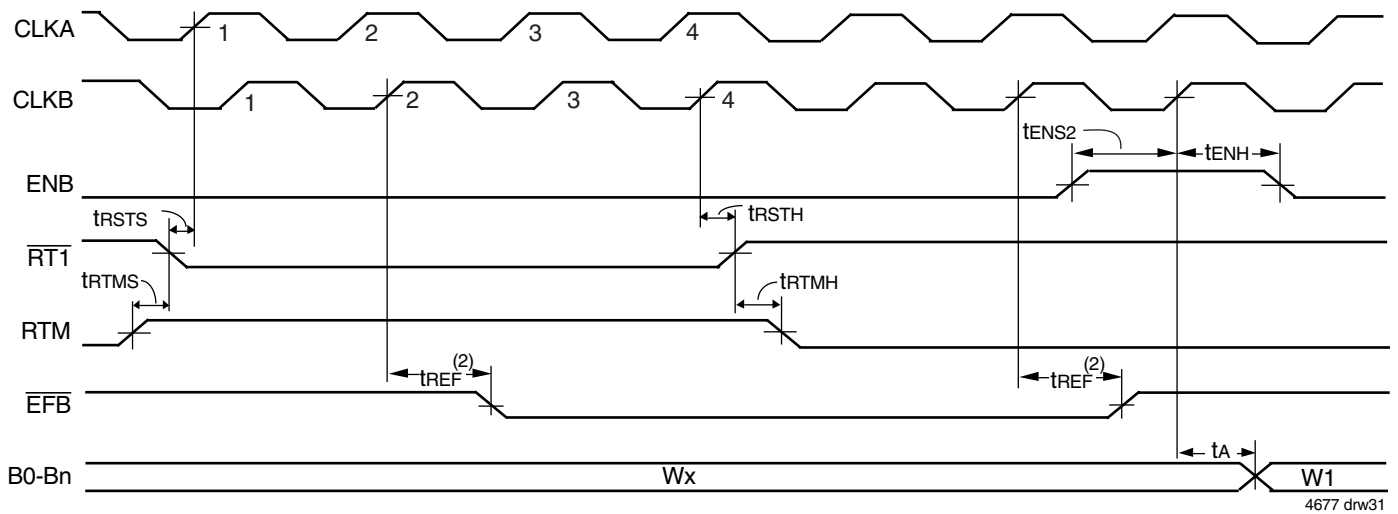 CLKA 1 2 3 4
CLKB 1 2 3 4
tENS2 tENH
ENB
tRSTS tRSTH
RT1
tRTMS tRTMH
RTM
tREF(2) tREF(2)
EFB
tA
B0-Bn Wx W1
4677 drw31